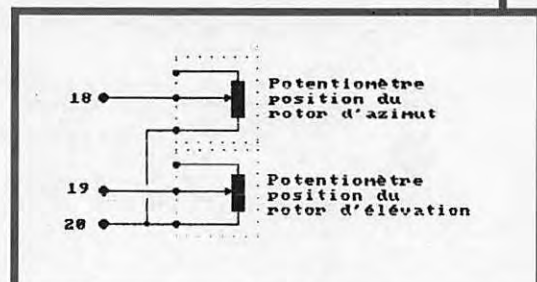 18
Potentiomètre
position du
rotor d'azimut
19
20
Potentiomètre
position du
rotor d'élévation